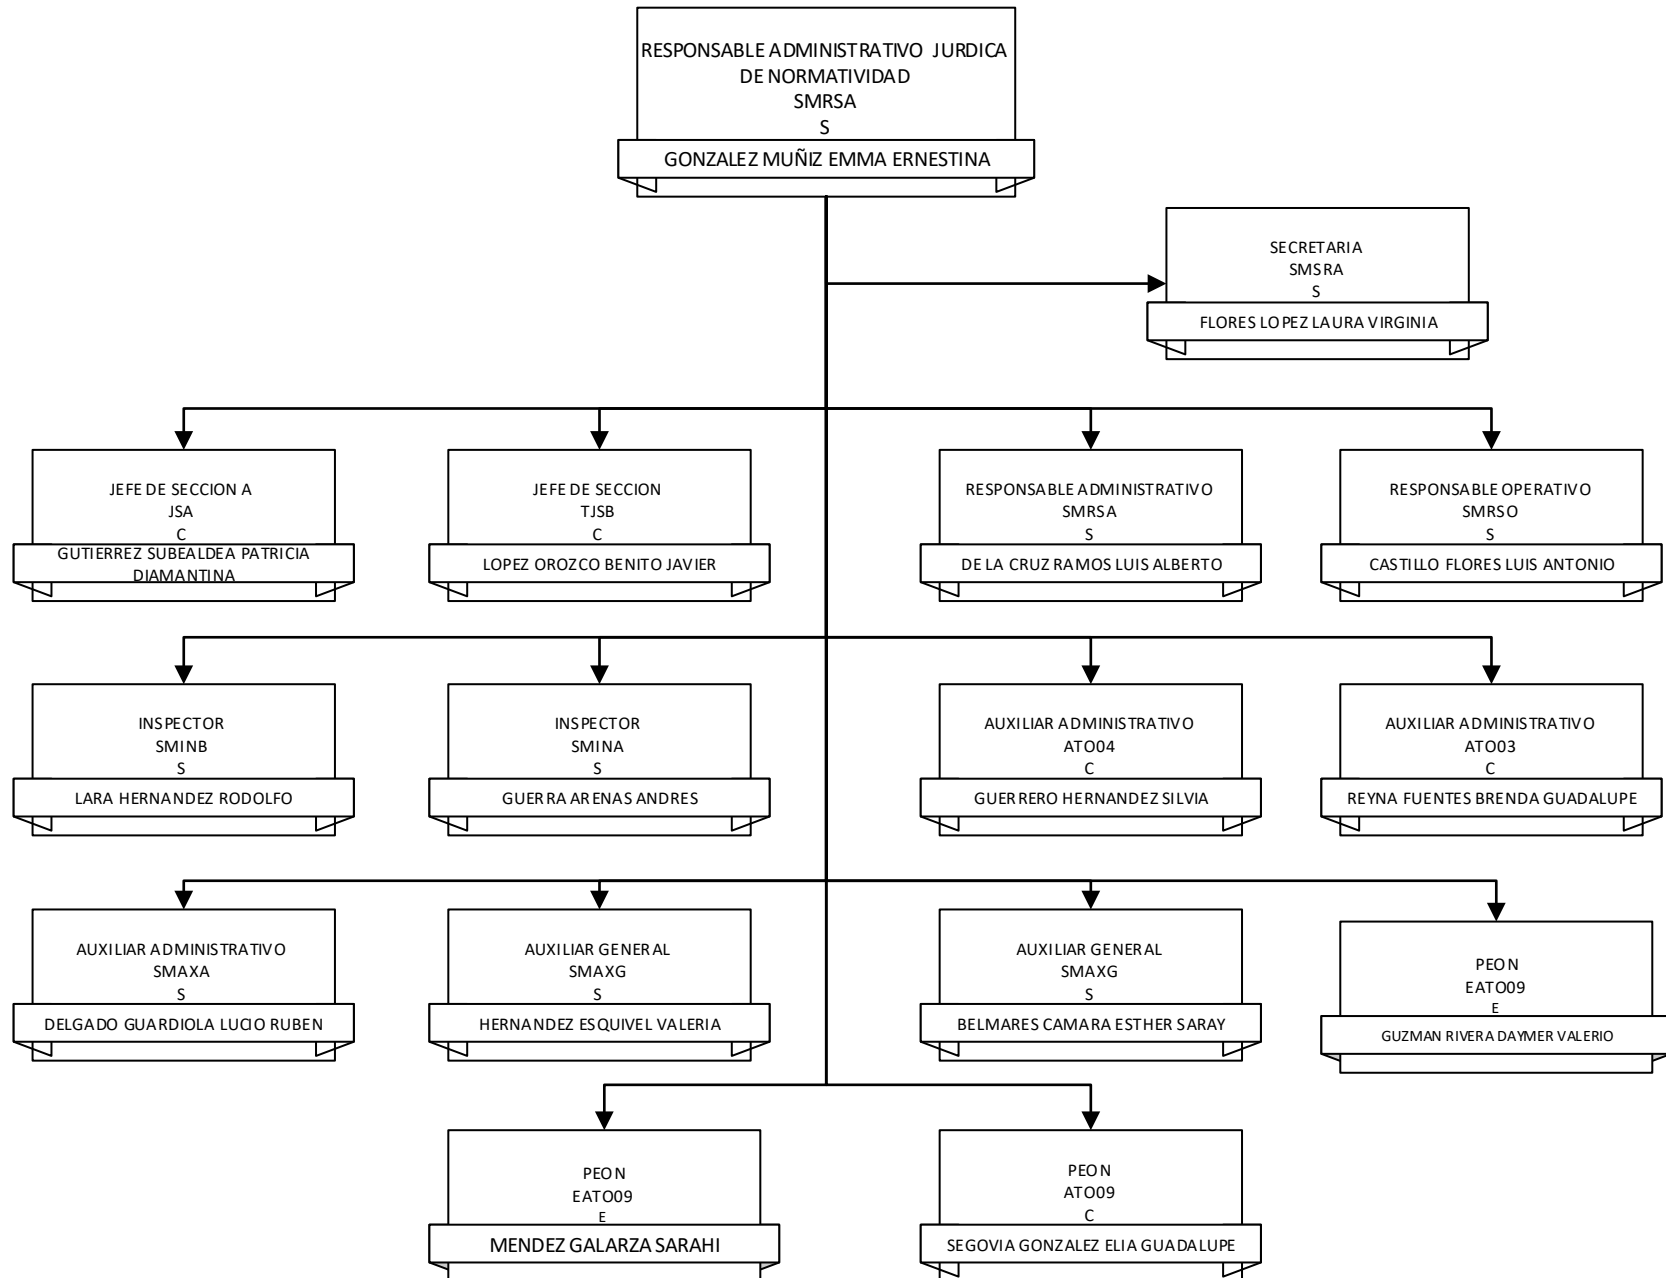 RESPONSABLE ADMINISTRATIVO JURDICA
DE NORMATIVIDAD
SMRSA
S
GONZALEZ MUÑIZ EMMA ERNESTINA
SECRETARIA
SMSRA
S
FLORES LOPEZ LAURA VIRGINIA
JEFE DE SECCION A
JSA
C
GUTIERREZ SUBEALDEA PATRICIA
DIAMANTINA
JEFE DE SECCION
TJSB
C
LOPEZ OROZCO BENITO JAVIER
RESPONSABLE ADMINISTRATIVO
SMRSA
S
DE LA CRUZ RAMOS LUIS ALBERTO
RESPONSABLE OPERATIVO
SMRSO
S
CASTILLO FLORES LUIS ANTONIO
INSPECTOR
SMINB
S
LARA HERNANDEZ RODOLFO
INSPECTOR
SMINA
S
GUERRA ARENAS ANDRES
AUXILIAR ADMINISTRATIVO
ATO04
C
GUERRERO HERNANDEZ SILVIA
AUXILIAR ADMINISTRATIVO
ATO03
C
REYNA FUENTES BRENDA GUADALUPE
AUXILIAR ADMINISTRATIVO
SMAXA
S
DELGADO GUARDIOLA LUCIO RUBEN
AUXILIAR GENERAL
SMAXG
S
HERNANDEZ ESQUIVEL VALERIA
AUXILIAR GENERAL
SMAXG
S
BELMARES CAMARA ESTHER SARAY
PEON
EATO09
E
GUZMAN RIVERA DAYMER VALERIO
PEON
EATO09
E
MENDEZ GALARZA SARAHI
PEON
ATO09
C
SEGOVIA GONZALEZ ELIA GUADALUPE